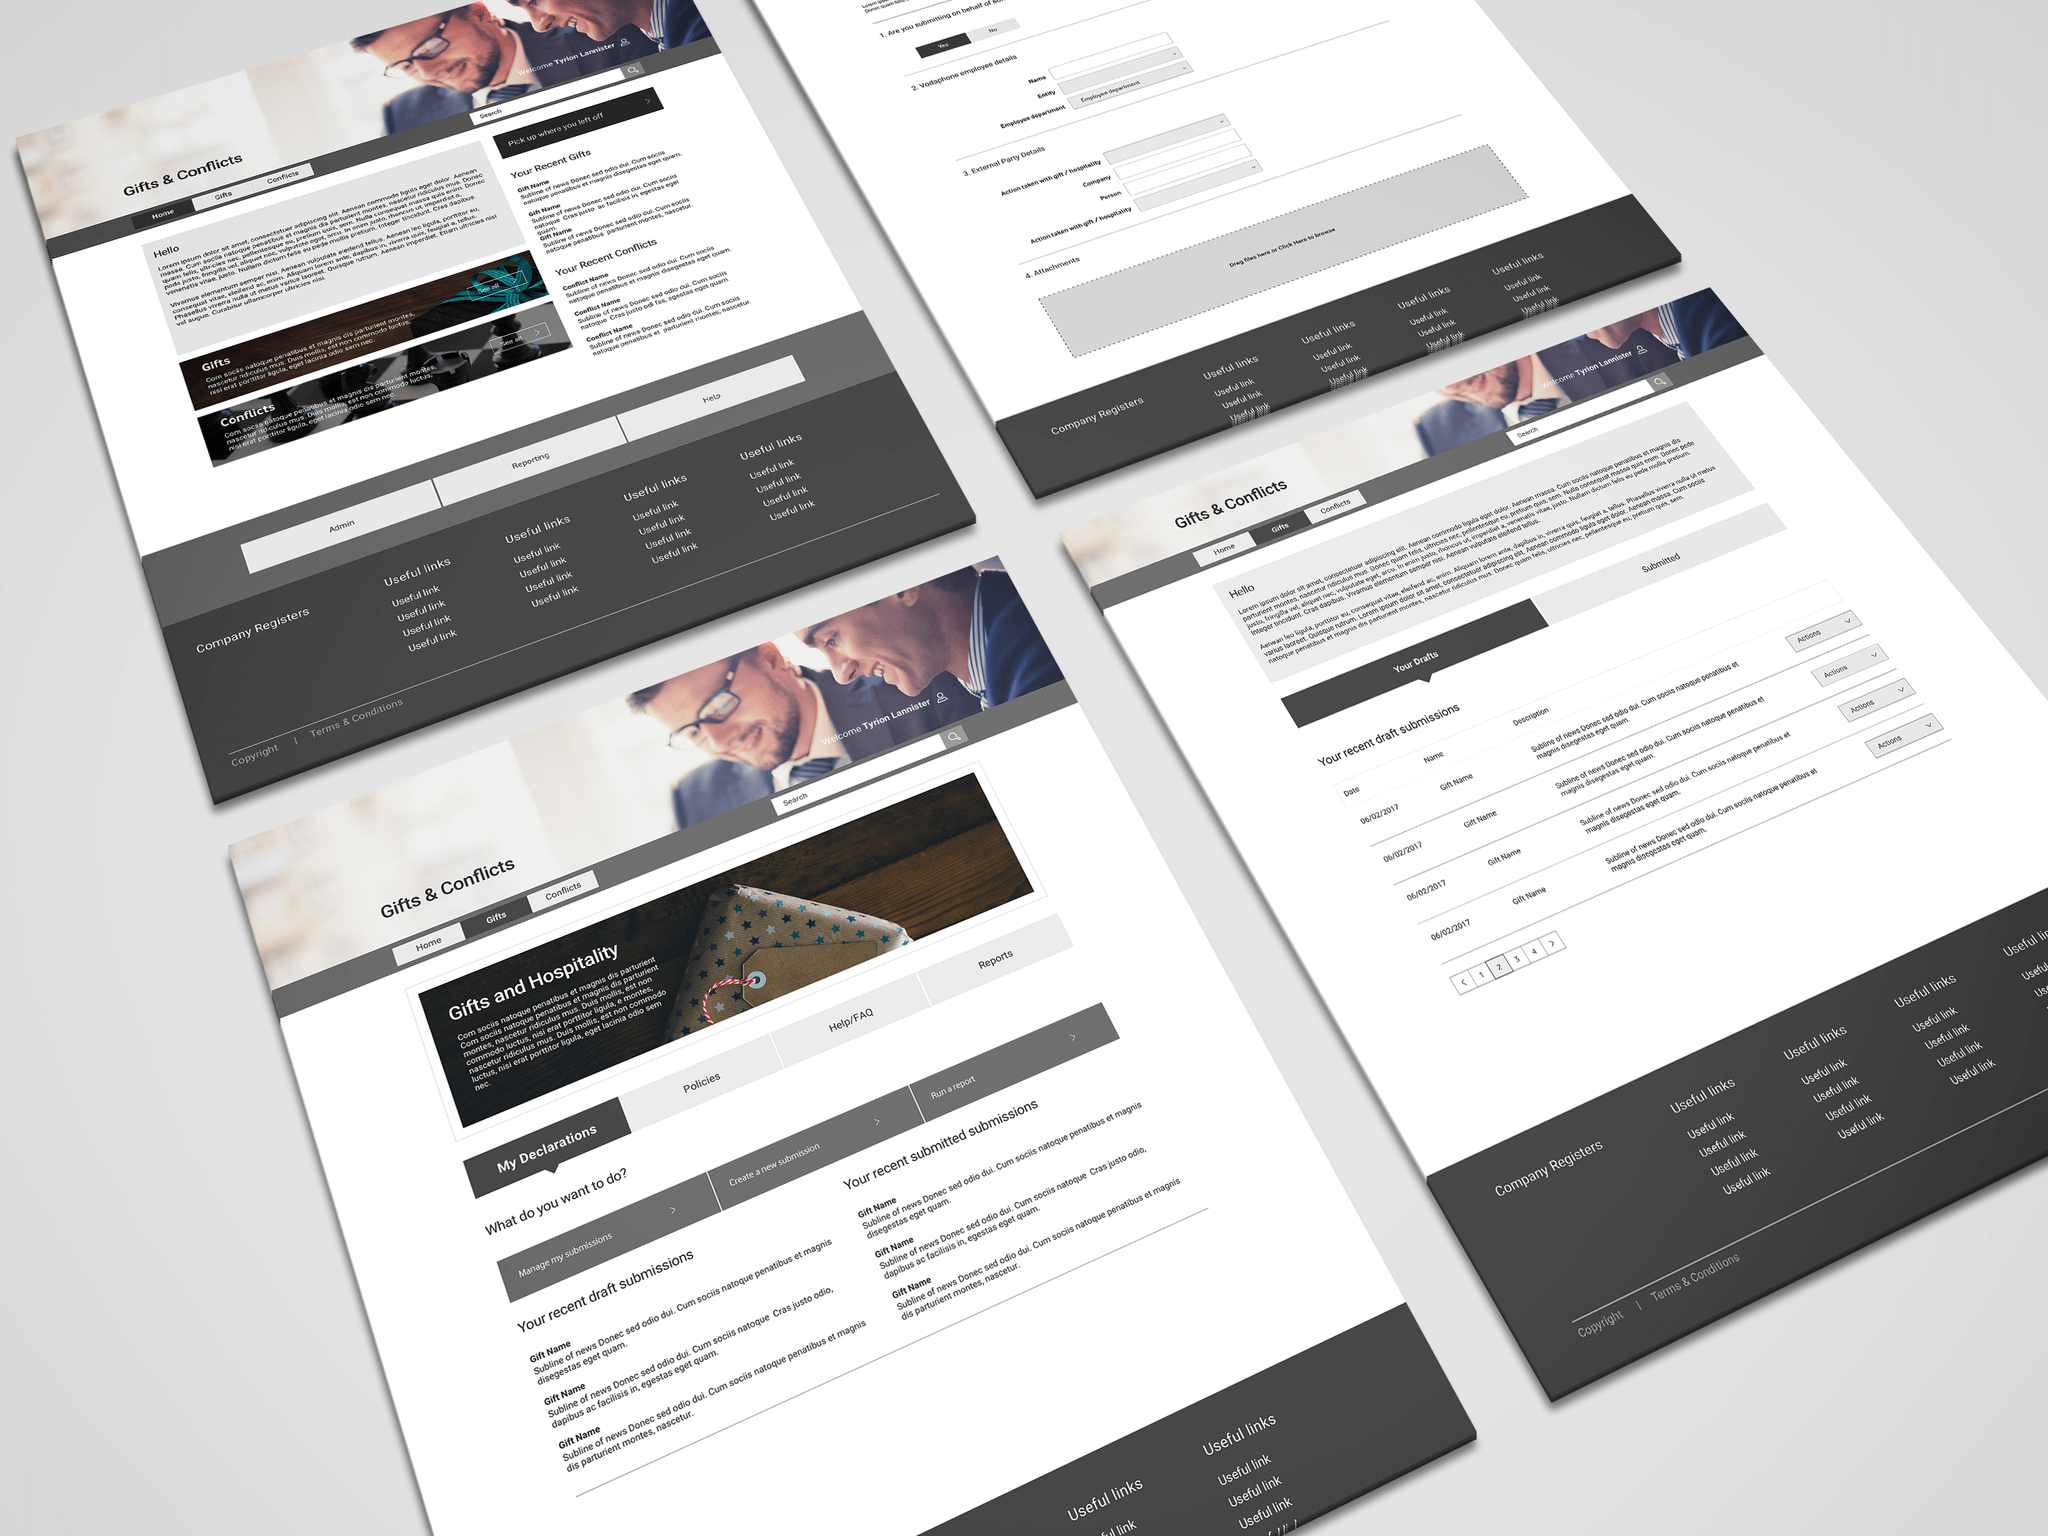 Welcome Tyrion Lannister
Search
Gifts & Conflicts
Home
Gifts
Conflicts
Hello
Lorem ipsum dolor sit amet, consectetuer adipiscing elit. Aenean commodo ligula eget dolor. Aenean
massa. Cum sociis natoque penatibus et magnis dis parturient montes, nascetur ridiculus mus. Donec
quam felis, ultricies nec, pellentesque eu, pretium quis, sem. Nulla consequat massa quis enim. Donec
pede justo, fringilla vel, aliquet nec, vulputate eget, arcu. In enim justo, rhoncus ut, imperdiet a,
venenatis vitae, justo. Nullam dictum felis eu pede mollis pretium. Integer tincidunt. Cras dapibus.
Vivamus elementum semper nisi. Aenean vulputate eleifend tellus. Aenean leo ligula, porttitor eu,
consequat vitae, eleifend ac, enim. Aliquam lorem ante, dapibus in, viverra quis, feugiat a, tellus.
Phasellus viverra nulla ut metus varius laoreet. Quisque rutrum. Aenean imperdiet. Etiam ultricies nisi
vel augue. Curabitur ullamcorper ultricies nisi.
Gifts
Com sociis natoque penatibus et magnis dis parturient montes,
nascetur ridiculus mus. Duis mollis, est non commodo luctus,
nisi erat porttitor ligula, eget lacinia odio sem nec.
See all
Conflicts
Com sociis natoque penatibus et magnis dis parturient montes,
nascetur ridiculus mus. Duis mollis, est non commodo luctus,
nisi erat porttitor ligula, eget lacinia odio sem nec.
See all
Pick up where you left off
Your Recent Gifts
Gift Name
Subline of news Donec sed odio dui. Cum sociis
natoque penatibus et magnis disegestas eget quam.
Gift Name
Subline of news Donec sed odio dui. Cum sociis
natoque Cras justo ac facilisis in, egestas eget
quam.
Gift Name
Subline of news Donec sed odio dui. Cum sociis
natoque penatibus parturient montes, nascetur.
Your Recent Conflicts
Conflict Name
Subline of news Donec sed odio dui. Cum sociis
natoque penatibus et magnis disegestas eget quam.
Conflict Name
Subline of news Donec sed odio dui. Cum sociis
natoque Cras justo odi fss, egestas eget quam.
Conflict Name
Subline of news Donec sed odio dui. Cum sociis
natoque penatibus et parturient montes, nascetur.
Admin
Reporting
Help
Company Registers
Useful links
Useful link
Useful link
Useful link
Useful link
Useful links
Useful link
Useful link
Useful link
Useful link
Useful links
Useful link
Useful link
Useful link
Useful link
Useful links
Useful link
Useful link
Useful link
Useful link
Copyright | Terms & Conditions
1. Are you submitting on behalf of
Yes
No
2. Vodaphone employee details
Name
Entity
Employee department
Employee department
3. External Party Details
Action taken with gift / hospitality
Company
Person
Action taken with gift / hospitality
4. Attachments
Drag files here or Click Here to browse
Company Registers
Useful links
Useful link
Useful link
Useful link
Useful links
Useful link
Useful link
Useful link
Useful links
Useful link
Useful link
Useful link
Useful links
Useful link
Useful link
Useful link
Welcome Tyrion Lannister
Search
Gifts & Conflicts
Home
Gifts
Conflicts
Gifts and Hospitality
Com sociis natoque penatibus et magnis dis parturient
Com sociis natoque penatibus et magnis dis parturient
montes, nascetur ridiculus mus. Duis mollis, est non
commodo luctus, nisi erat porttitor ligula, e montes,
nascetur ridiculus mus. Duis mollis, est non commodo
luctus, nisi erat porttitor ligula, eget lacinia odio sem
nec.
My Declarations
Policies
Help/FAQ
Reports
What do you want to do?
Manage my submissions
Create a new submission
Run a report
Your recent draft submissions
Gift Name
Subline of news Donec sed odio dui. Cum sociis natoque penatibus et magnis
disegestas eget quam.
Gift Name
Subline of news Donec sed odio dui. Cum sociis natoque Cras justo odio,
dapibus ac facilisis in, egestas eget quam.
Gift Name
Subline of news Donec sed odio dui. Cum sociis natoque penatibus et magnis
dis parturient montes, nascetur.
Your recent submitted submissions
Gift Name
Subline of news Donec sed odio dui. Cum sociis natoque penatibus et magnis
disegestas eget quam.
Gift Name
Subline of news Donec sed odio dui. Cum sociis natoque Cras justo odio,
dapibus ac facilisis in, egestas eget quam.
Gift Name
Subline of news Donec sed odio dui. Cum sociis natoque penatibus et magnis
dis parturient montes, nascetur.
Useful links
Useful links
Useful link
Useful link
Useful link
Welcome Tyrion Lannister
Search
Gifts & Conflicts
Home
Gifts
Conflicts
Hello
Lorem ipsum dolor sit amet, consectetuer adipiscing elit. Aenean commodo ligula eget dolor. Aenean massa. Cum sociis natoque penatibus et magnis dis
parturient montes, nascetur ridiculus mus. Donec quam felis, ultricies nec, pellentesque eu, pretium quis, sem. Nulla consequat massa quis enim. Donec pede
justo, fringilla vel, aliquet nec, vulputate eget, arcu. In enim justo, rhoncus ut, imperdiet a, venenatis vitae, justo. Nullam dictum felis eu pede mollis pretium.
Integer tincidunt. Cras dapibus. Vivamus elementum semper nisi. Aenean vulputate eleifend tellus.
Aenean leo ligula, porttitor eu, consequat vitae, eleifend ac, enim. Aliquam lorem ante, dapibus in, viverra quis, feugiat a, tellus. Phasellus viverra nulla ut metus
varius laoreet. Quisque rutrum. Lorem ipsum dolor sit amet, consectetuer adipiscing elit. Aenean commodo ligula eget dolor. Aenean massa. Cum sociis
natoque penatibus et magnis dis parturient montes, nascetur ridiculus mus. Donec quam felis, ultricies nec, pellentesque eu, pretium quis, sem.
Your Drafts
Submitted
Your recent draft submissions
Date
Name
Description
06/02/2017
Gift Name
Subline of news Donec sed odio dui. Cum sociis natoque penatibus et
magnis disegestas eget quam.
Actions
06/02/2017
Gift Name
Subline of news Donec sed odio dui. Cum sociis natoque penatibus et
magnis disegestas eget quam.
Actions
06/02/2017
Gift Name
Subline of news Donec sed odio dui. Cum sociis natoque penatibus et
magnis disegestas eget quam.
Actions
06/02/2017
Gift Name
Subline of news Donec sed odio dui. Cum sociis natoque penatibus et
magnis disegestas eget quam.
Actions
< 1 2 3 4 >
Company Registers
Useful links
Useful link
Useful link
Useful link
Useful link
Useful links
Useful link
Useful link
Useful link
Useful link
Useful links
Useful link
Useful link
Useful link
Useful link
Copyright | Terms & Conditions